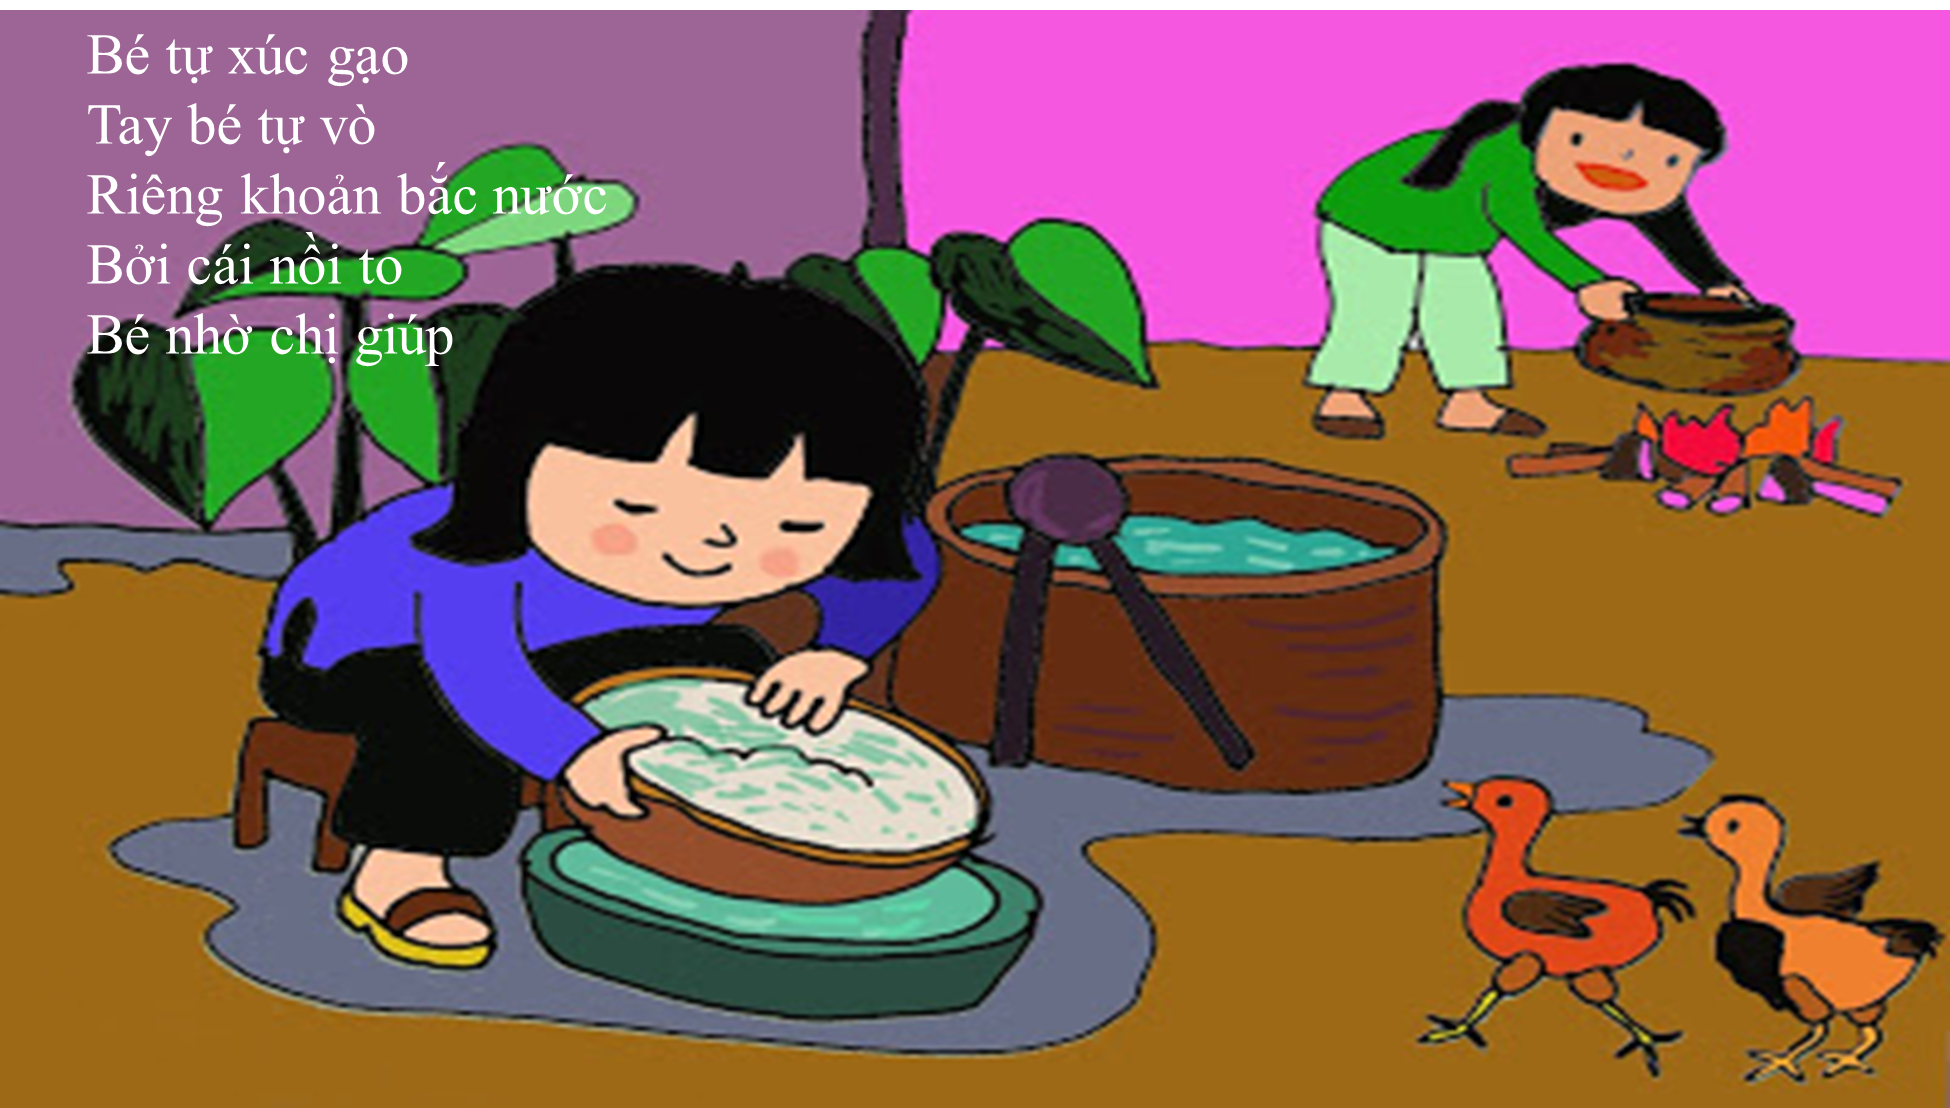 Bé tự xúc gạo
Tay bé tự vò
Riêng khoản bắc nước
Bởi cái nồi to
Bé nhờ chị giúp